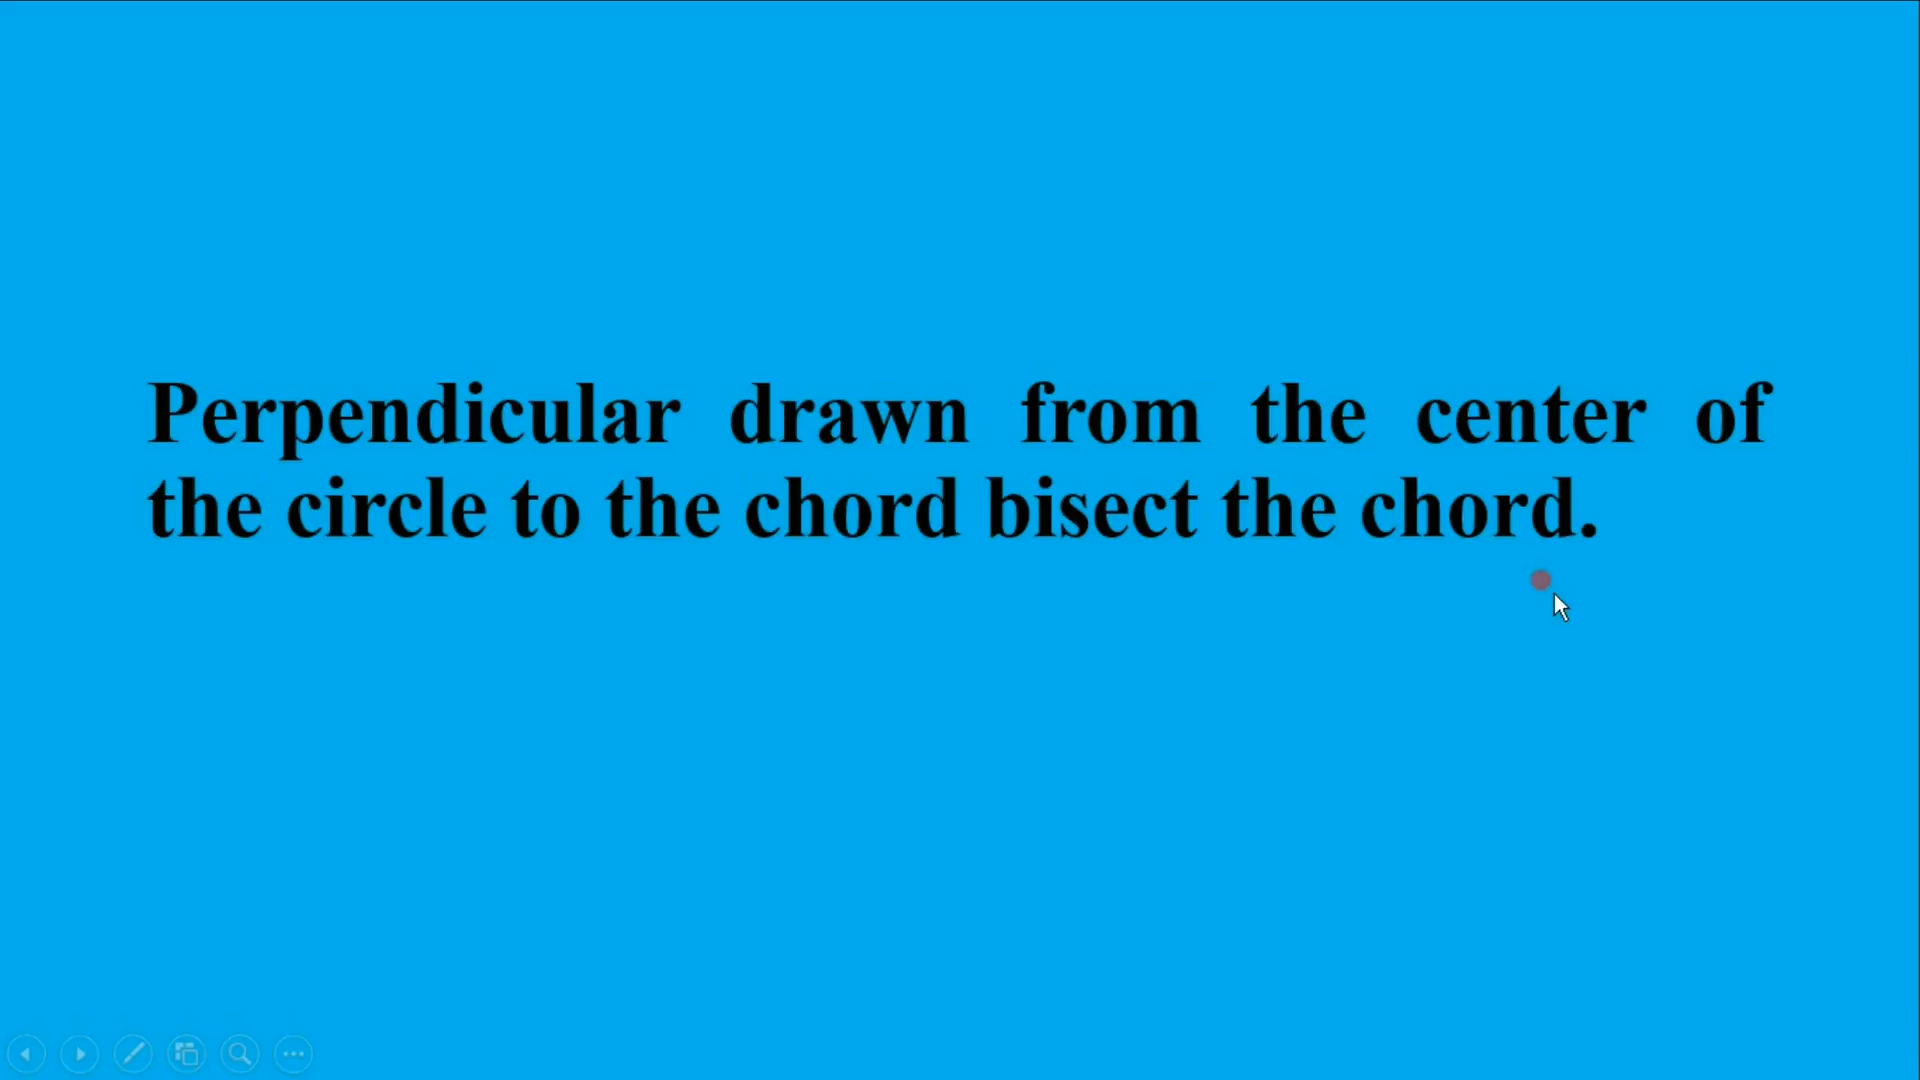 Perpendicular drawn from the center of
the circle to the chord bisect the chord.